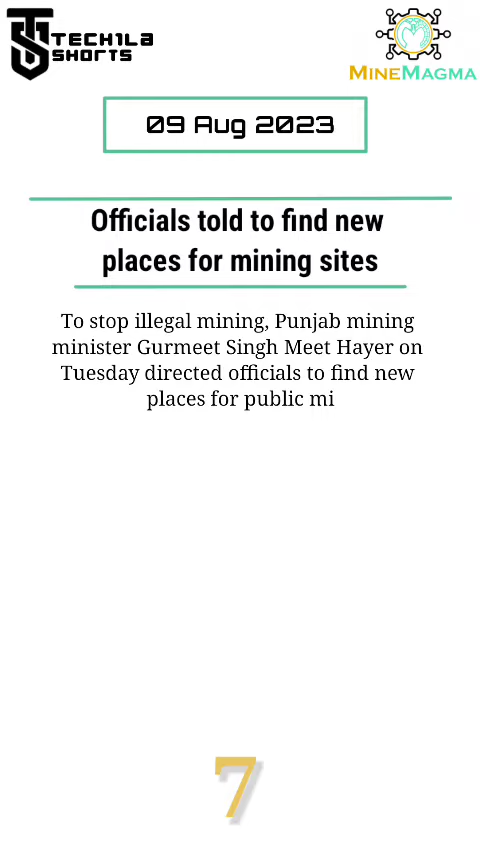 TECH1LA
SHORTS
MINEMAGMA
09 Aug 2023
Officials told to find new
places for mining sites
To stop illegal mining, Punjab mining
minister Gurmeet Singh Meet Hayer on
Tuesday directed officials to find new
places for public mi
7